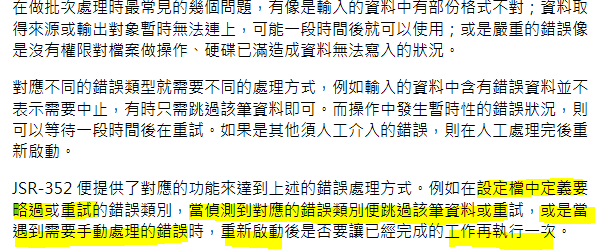 在做批次處理時最常見的幾個問題，有像是輸入的資料中有部份格式不對；資料取
得來源或輸出對象暫時無法連上，可能一段時間後就可以使用；或是嚴重的錯誤像
是沒有權限對檔案做操作、硬碟已滿造成資料無法寫入的狀況。
對應不同的錯誤類型就需要不同的處理方式，例如輸入的資料中含有錯誤資料並不
表示需要中止，有時只需跳過該筆資料即可。而操作中發生暫時性的錯誤狀況，則
可以等待一段時間後在重試。如果是其他須人工介入的錯誤，則在人工處理完後重
新啟動。
JSR-352 便提供了對應的功能來達到上述的錯誤處理方式。例如在設定檔中定義要
略過或重試的錯誤類別，當偵測到對應的錯誤類別便跳過該筆資料或重試，或是當
遇到需要手動處理的錯誤時，重新啟動後是否要讓已經完成的工作再執行一次。